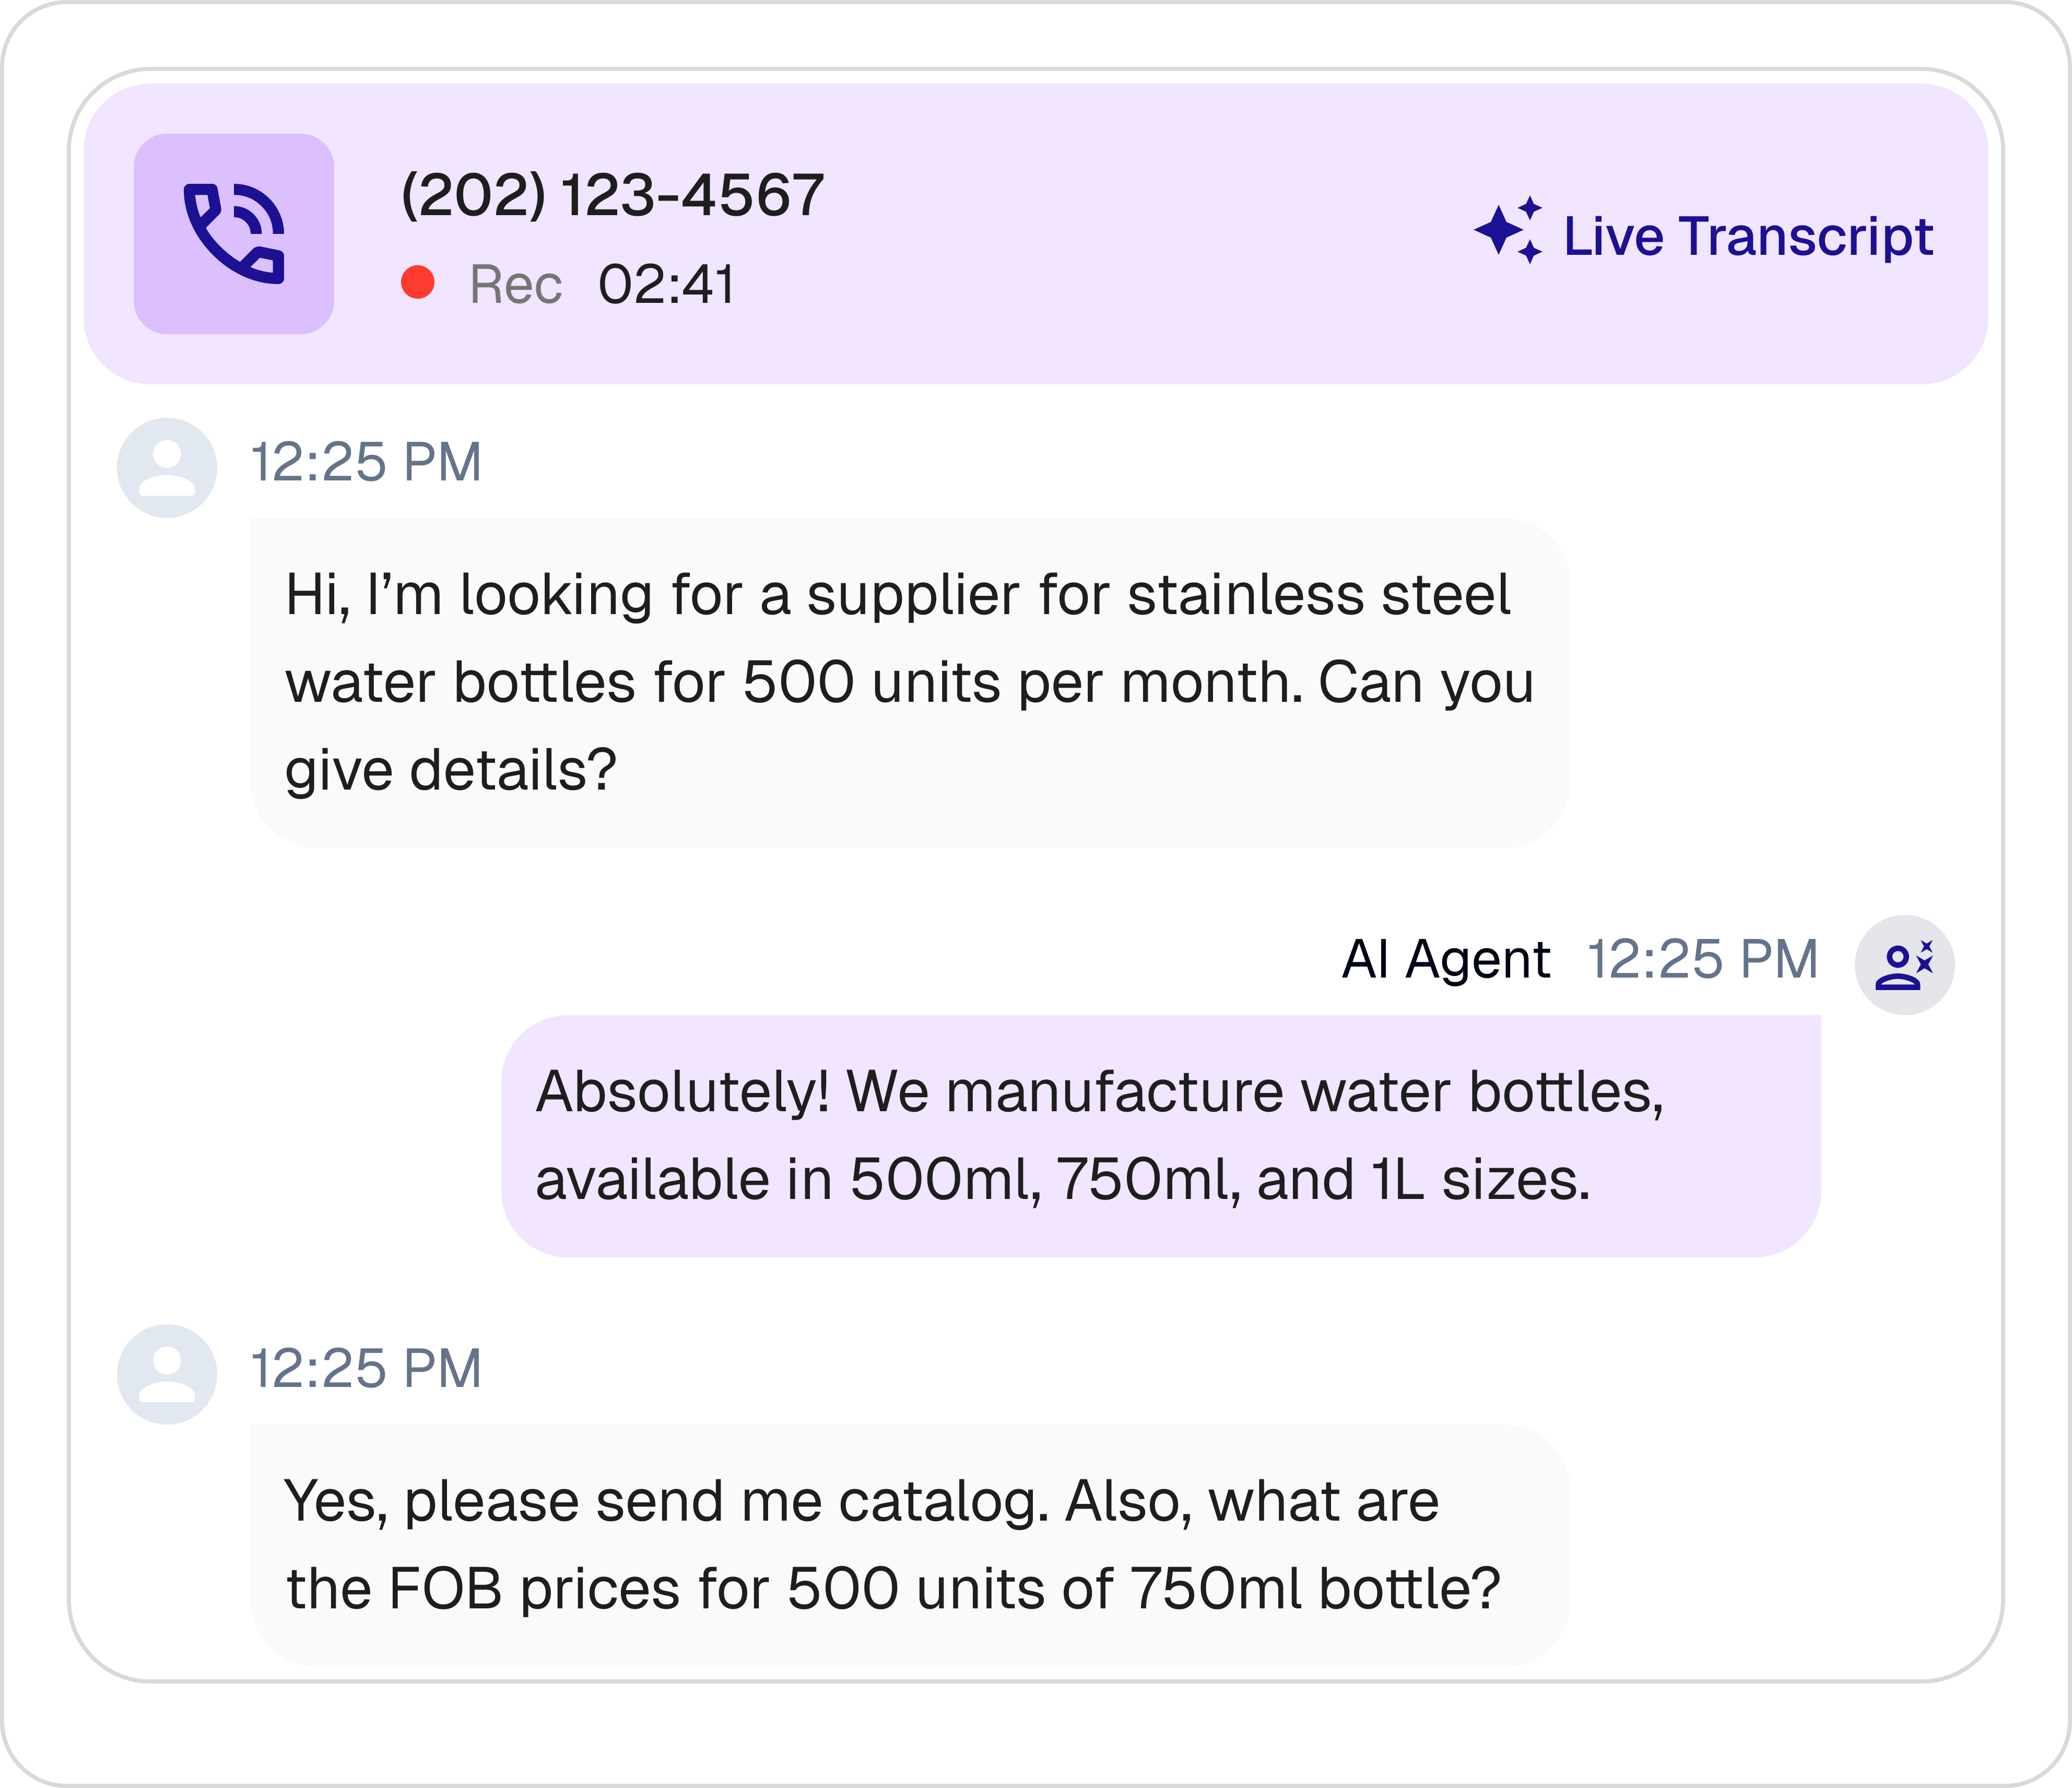 (202) 123-4567
Rec 02:41
Live Transcript
12:25 PM
Hi, I’m looking for a supplier for stainless steel
water bottles for 500 units per month. Can you
give details?
AI Agent 12:25 PM
Absolutely! We manufacture water bottles,
available in 500ml, 750ml, and 1L sizes.
12:25 PM
Yes, please send me catalog. Also, what are
the FOB prices for 500 units of 750ml bottle?